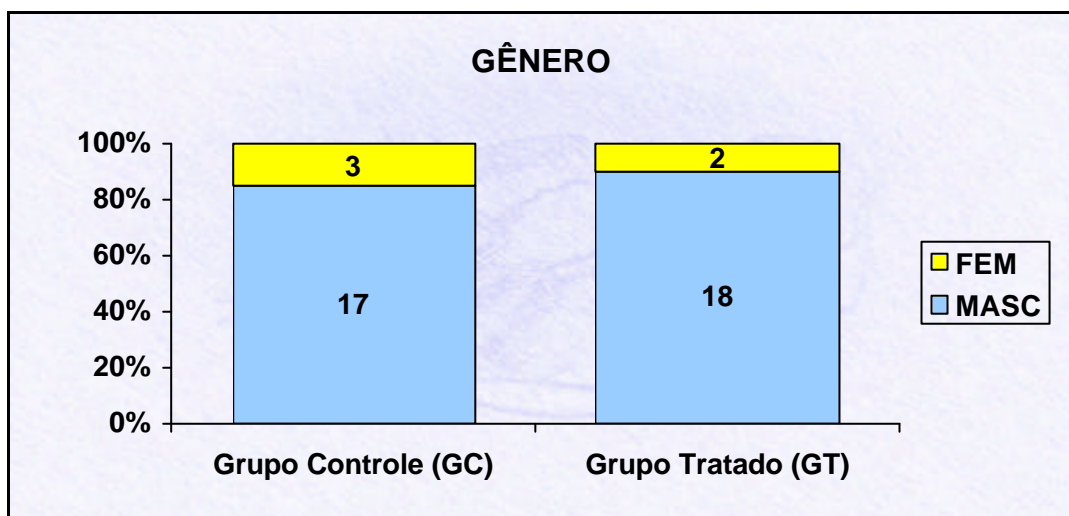 GÊNERO
100%
80%
60%
40%
20%
0%
3
17
2
18
Grupo Controle (GC)
Grupo Tratado (GT)
FEM
MASC